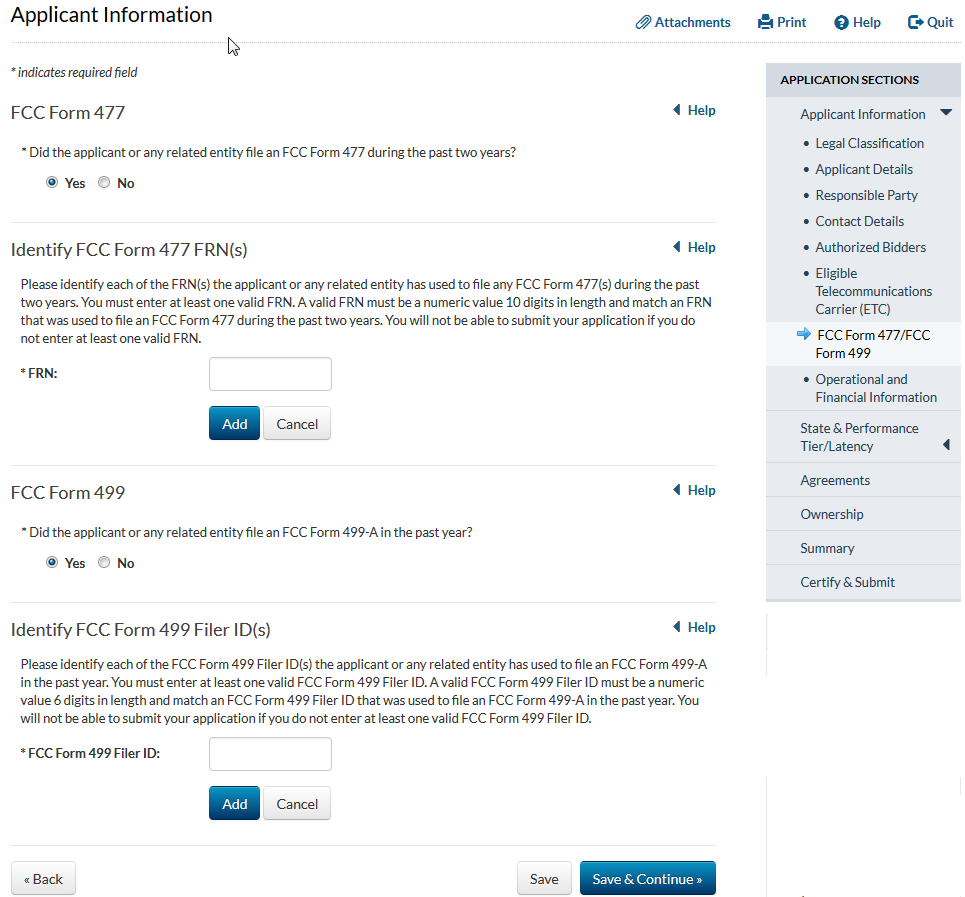 Applicant Information
Attachments
Print
Help
Quit
* indicates required field
FCC Form 477
Help
* Did the applicant or any related entity file an FCC Form 477 during the past two years?
Yes No
Identify FCC Form 477 FRN(s)
Help
Please identify each of the FRN(s) the applicant or any related entity has used to file any FCC Form 477(s) during the past
two years. You must enter at least one valid FRN. A valid FRN must be a numeric value 10 digits in length and match an FRN
that was used to file an FCC Form 477 during the past two years. You will not be able to submit your application if you do
not enter at least one valid FRN.
* FRN:
Add Cancel
FCC Form 499
Help
* Did the applicant or any related entity file an FCC Form 499-A in the past year?
Yes No
Identify FCC Form 499 Filer ID(s)
Help
Please identify each of the FCC Form 499 Filer ID(s) the applicant or any related entity has used to file an FCC Form 499-A
in the past year. You must enter at least one valid FCC Form 499 Filer ID. A valid FCC Form 499 Filer ID must be a numeric
value 6 digits in length and match an FCC Form 499 Filer ID that was used to file an FCC Form 499-A in the past year. You
will not be able to submit your application if you do not enter at least one valid FCC Form 499 Filer ID.
* FCC Form 499 Filer ID:
Add Cancel
« Back
Save
Save & Continue »
APPLICATION SECTIONS
Applicant Information
• Legal Classification
• Applicant Details
• Responsible Party
• Contact Details
• Authorized Bidders
• Eligible
Telecommunications
Carrier (ETC)
FCC Form 477/FCC
Form 499
• Operational and
Financial Information
State & Performance
Tier/Latency
Agreements
Ownership
Summary
Certify & Submit